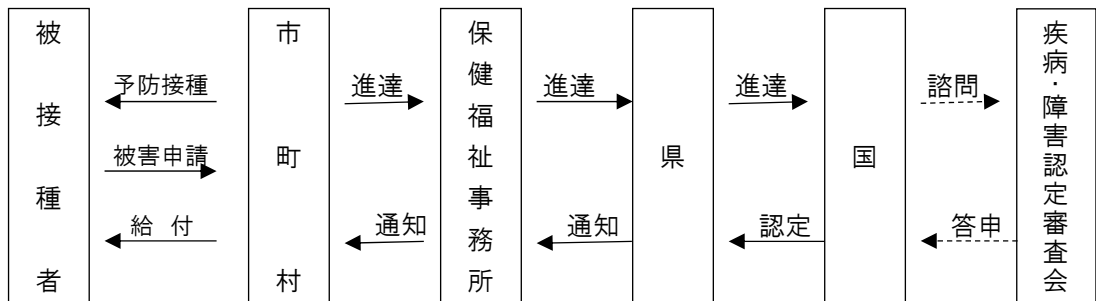 被接種者
予防接種
被害申請
給 付
市町村
進達
通知
保健福祉事務所
進達
通知
県
進達
認定
国
諮問
答申
疾病・障害認定審査会